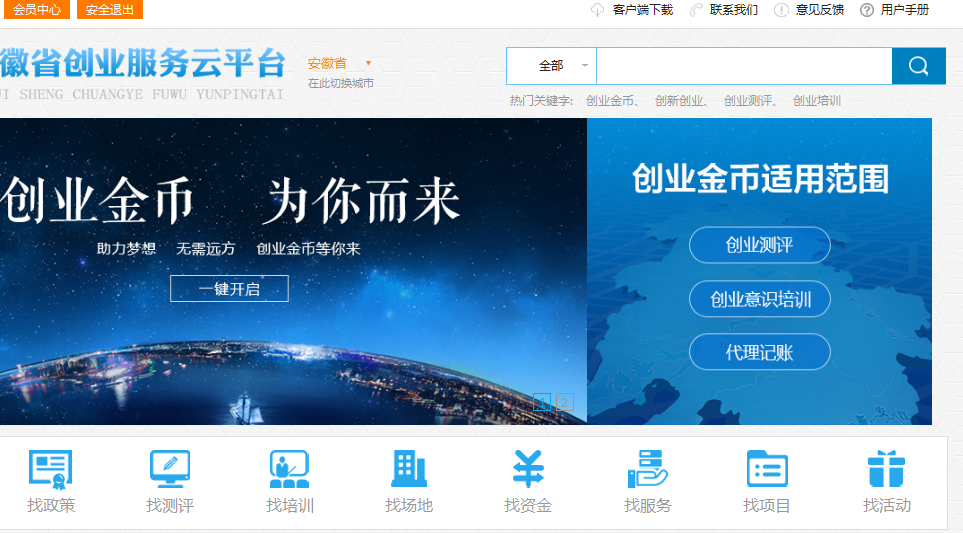 会员中心 安全退出 客户端下载 联系我们 意见反馈 用户手册
徽省创业服务云平台
SHENG CHUANGYE FUWU YUNPINGTAI
安徽省
在此切换城市
全部
热门关键字: 创业金币、 创新创业、 创业测评、 创业培训
创业金币 为你而来
助力梦想 无需远方 创业金币等你来
一键开启
1 2
创业金币适用范围
创业测评
创业意识培训
代理记账
找政策 找测评 找培训 找场地 找资金 找服务 找项目 找活动